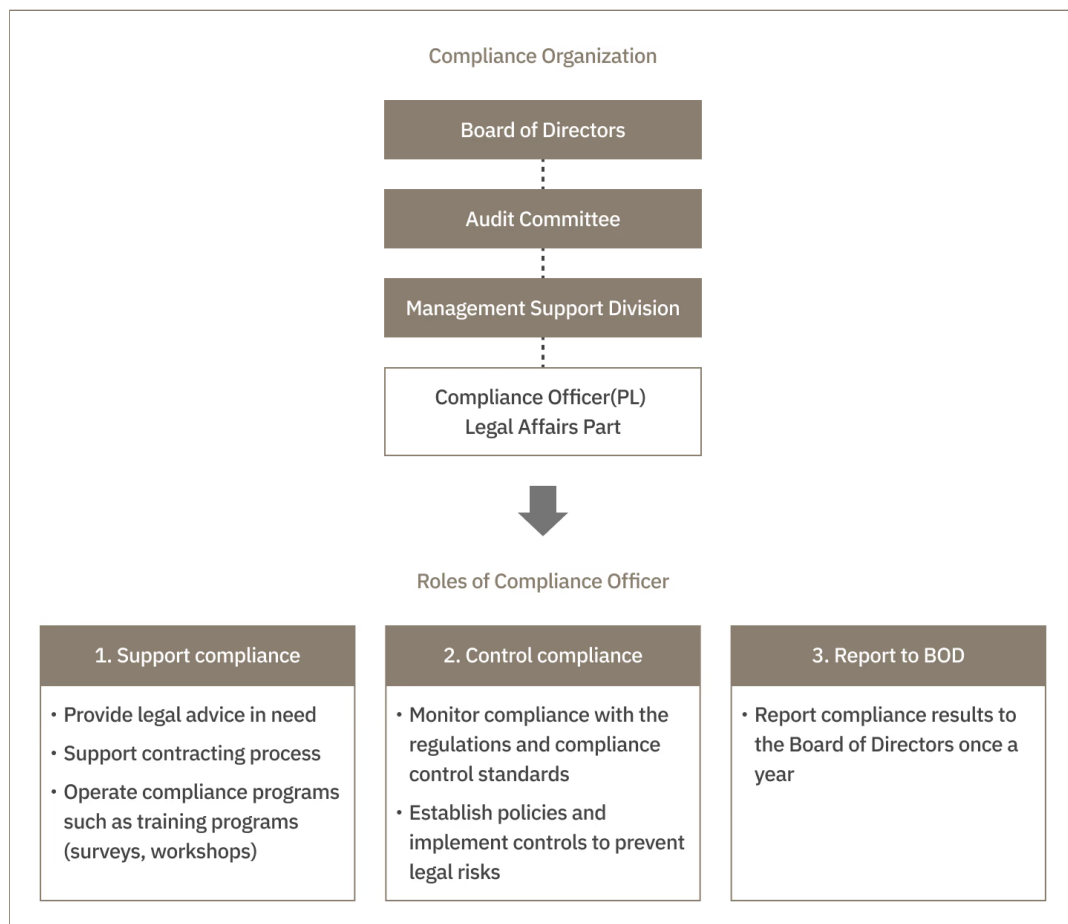 Compliance Organization
Board of Directors
Audit Committee
Management Support Division
Compliance Officer(PL)
Legal Affairs Part
Roles of Compliance Officer
1. Support compliance
• Provide legal advice in need
• Support contracting process
• Operate compliance programs
such as training programs
(surveys, workshops)
2. Control compliance
• Monitor compliance with the
regulations and compliance
control standards
• Establish policies and
implement controls to prevent
legal risks
3. Report to BOD
• Report compliance results to
the Board of Directors once a
year